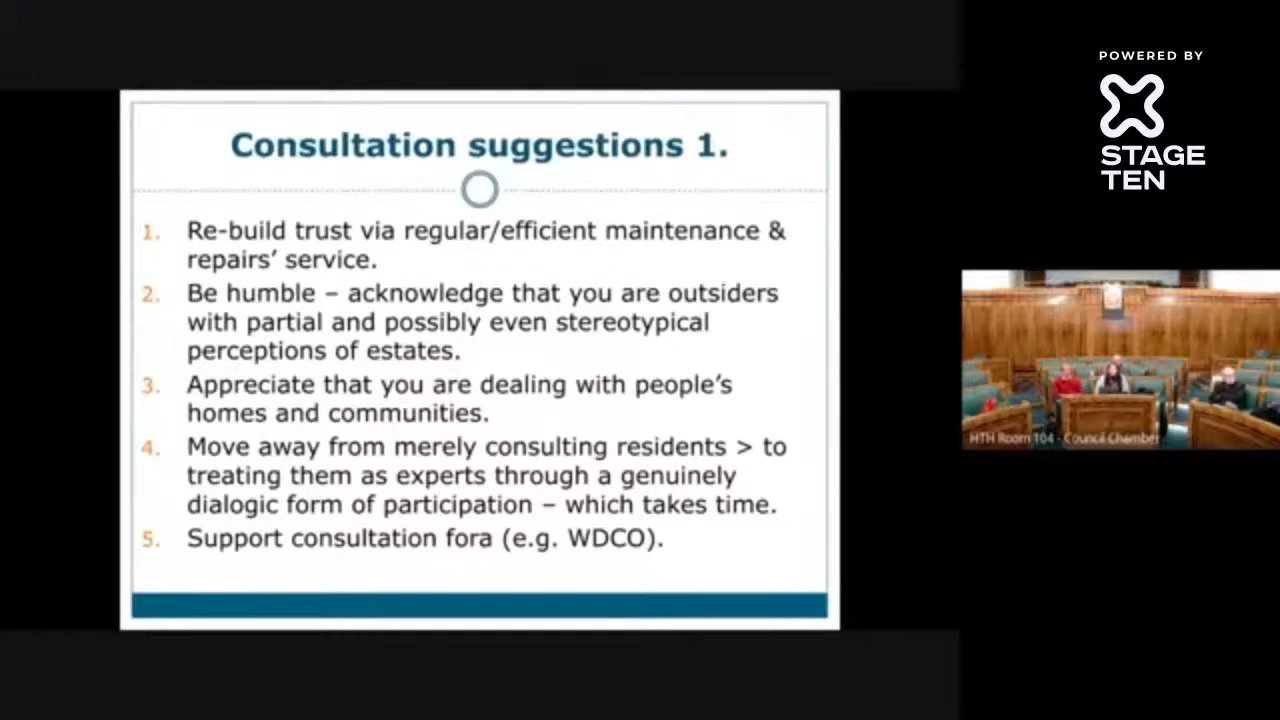 Consultation suggestions 1.
1. Re-build trust via regular/efficient maintenance &
repairs’ service.
2. Be humble – acknowledge that you are outsiders
with partial and possibly even stereotypical
perceptions of estates.
3. Appreciate that you are dealing with people’s
homes and communities.
4. Move away from merely consulting residents > to
treating them as experts through a genuinely
dialogic form of participation – which takes time.
5. Support consultation fora (e.g. WDCO).
POWERED BY
STAGE
TEN
HTH Room 104 - Council Chamber